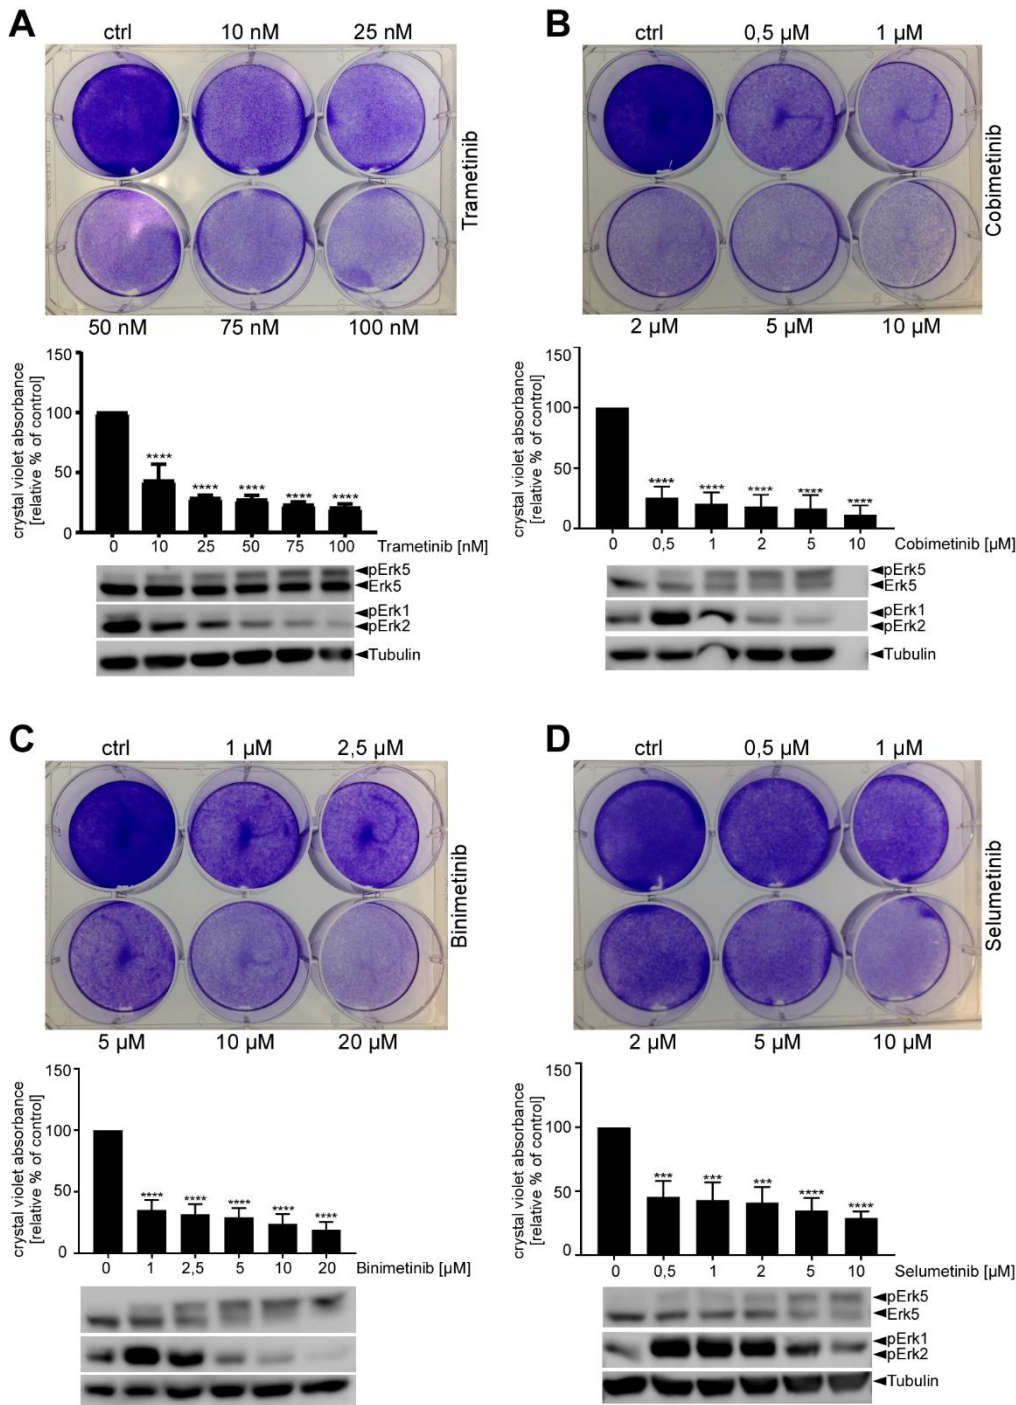 A
ctrl 10 nM 25 nM
Trametinib
50 nM 75 nM 100 nM
crystal violet absorbance
[relative % of control]
150
100
50
0
**** **** **** **** ****
0 10 25 50 75 100 Trametinib [nM]
pErk5
Erk5
pErk1
pErk2
Tubulin
B
ctrl 0,5 µM 1 µM
Cobimetinib
2 µM 5 µM 10 µM
crystal violet absorbance
[relative % of control]
150
100
50
0
**** **** **** **** ****
0 0,5 1 2 5 10 Cobimetinib [µM]
pErk5
Erk5
pErk1
pErk2
Tubulin
C
ctrl 1 µM 2,5 µM
Binimetinib
5 µM 10 µM 20 µM
crystal violet absorbance
[relative % of control]
150
100
50
0
**** **** **** **** ****
0 1 2,5 5 10 20 Binimetinib [µM]
D
ctrl 0,5 µM 1 µM
Selumetinib
2 µM 5 µM 10 µM
crystal violet absorbance
[relative % of control]
150
100
50
0
*** *** *** **** ****
0 0,5 1 2 5 10 Selumetinib [µM]
pErk5
Erk5
pErk1
pErk2
Tubulin